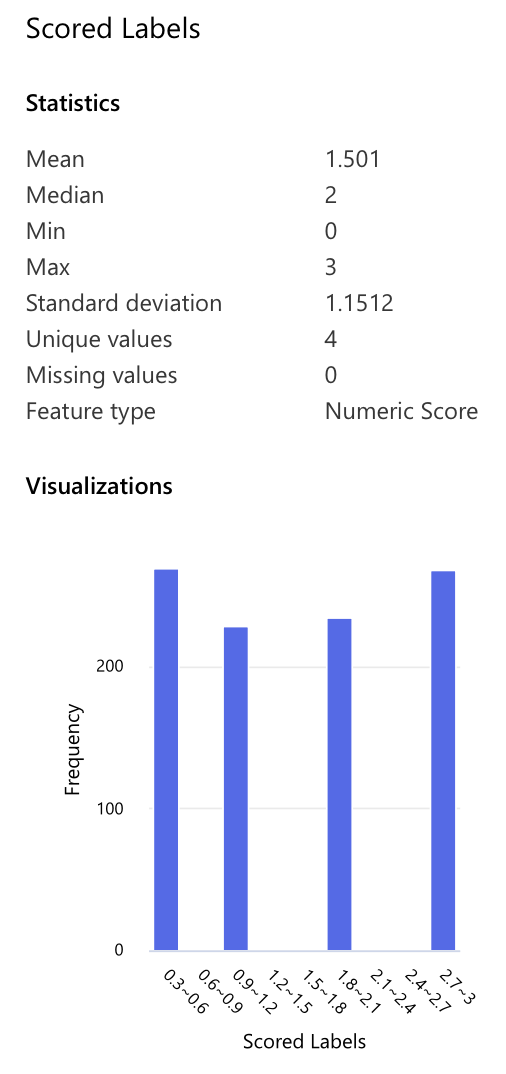 Scored Labels
Statistics
Mean 1.501
Median 2
Min 0
Max 3
Standard deviation 1.1512
Unique values 4
Missing values 0
Feature type Numeric Score
Visualizations
200
100
0
Frequency
0.3~0.6
0.6~0.9
0.9~1.2
1.2~1.5
1.5~1.8
1.8~2.1
2.1~2.4
2.4~2.7
2.7~3
Scored Labels